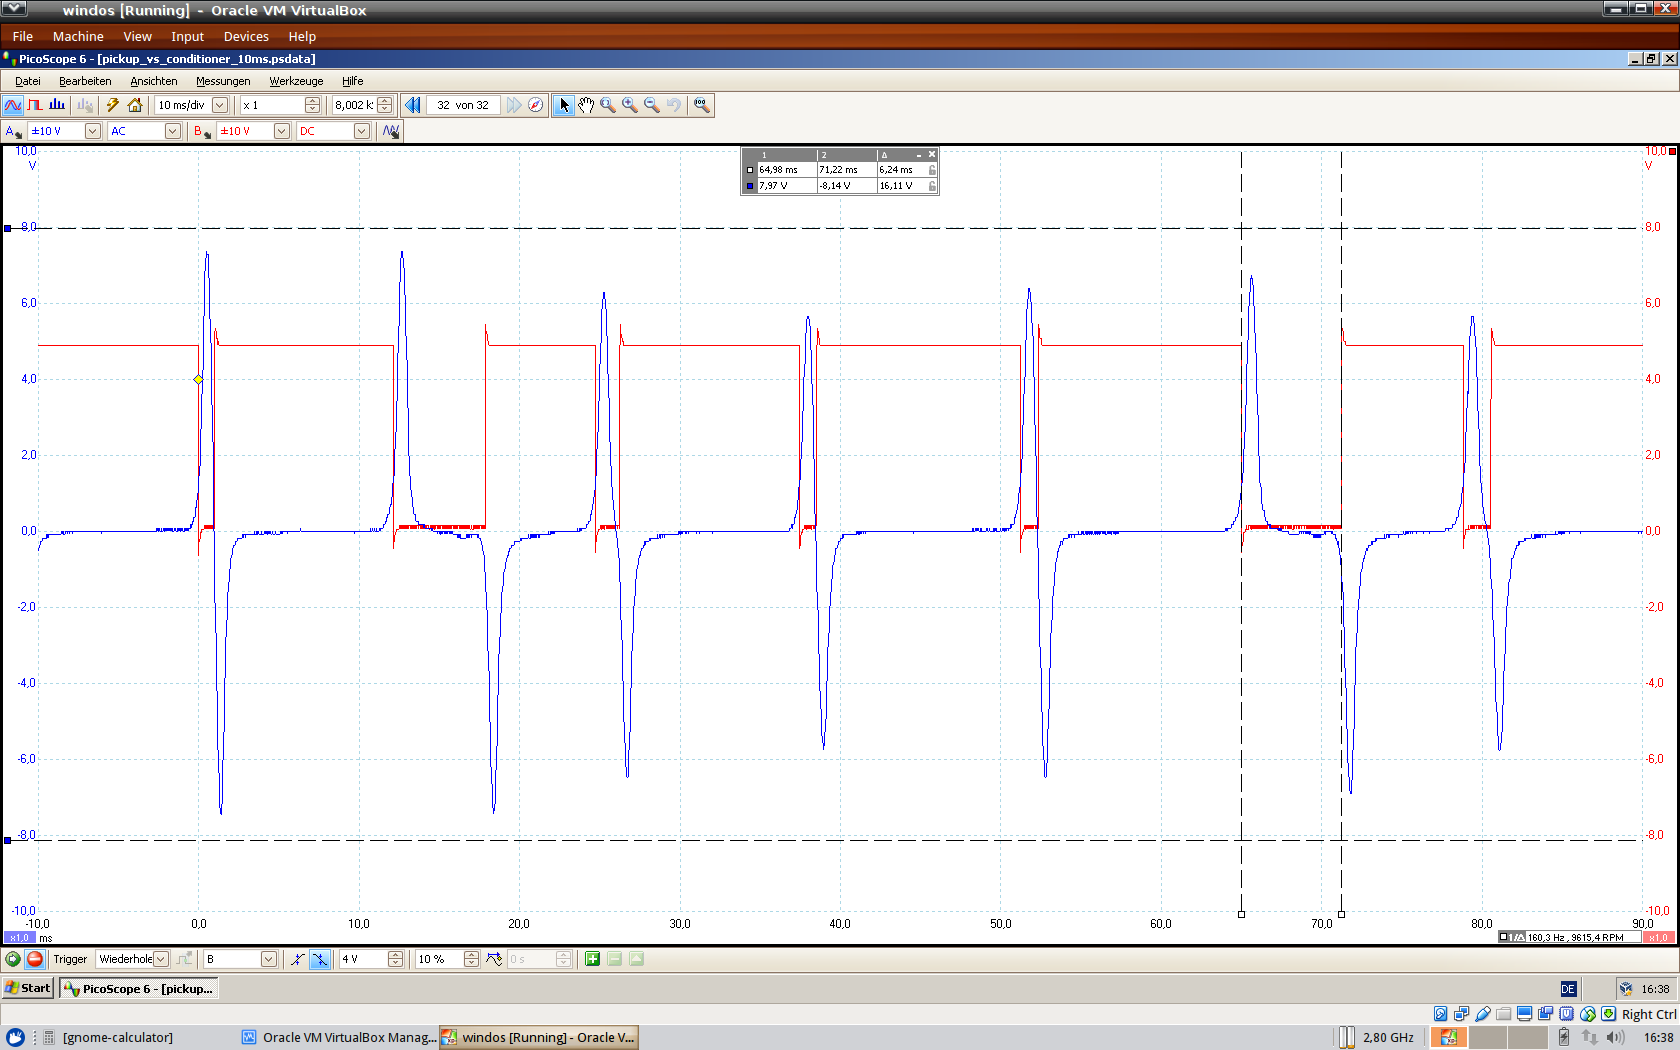 windos [Running] - Oracle VM VirtualBox
File Machine View Input Devices Help
PicoScope 6 - [pickup_vs_conditioner_10ms.psdata]
Datei Bearbeiten Ansichten Messungen Werkzeuge Hilfe
10 ms/div x 1 8,002 k 32 von 32
A ±10 V AC B ±10 V DC
10,0 1 2 Δ 10,0
V V
64,98 ms 71,22 ms 6,24 ms
7,97 V -8,14 V 16,11 V
8,0 8,0
6,0 6,0
4,0 4,0
2,0 2,0
0,0 0,0
-2,0 -2,0
-4,0 -4,0
-6,0 -6,0
-8,0 -8,0
-10,0 -10,0
-10,0 0,0 10,0 20,0 30,0 40,0 50,0 60,0 70,0 80,0 90,0
x1,0 ms 1/Δ 160,3 Hz , 9615,4 RPM x1,0
Trigger Wiederhole B 4 V 10 % 0 s
Start PicoScope 6 - [pickup... DE 16:38
Right Ctrl
[gnome-calculator] Oracle VM VirtualBox Manag... windos [Running] - Oracle V... 2,80 GHz XP 16:38